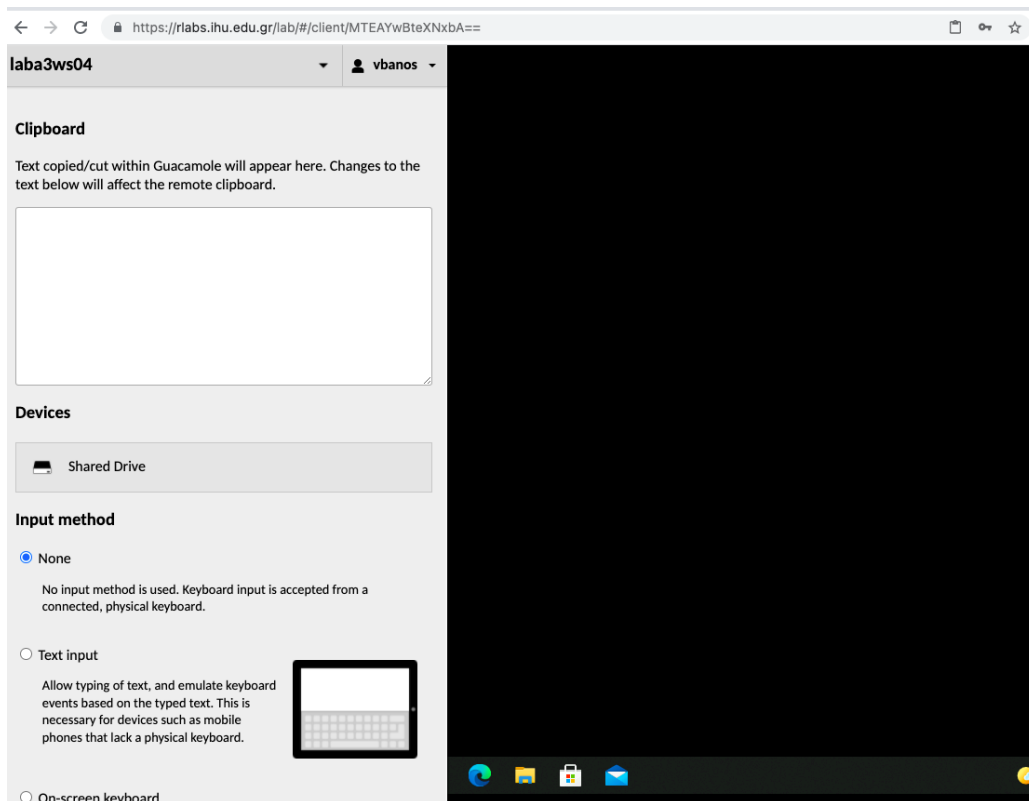 https://rlabs.ihu.edu.gr/lab/#/client/MTEAYwBteXNxbA==
laba3ws04
vbanos
Clipboard
Text copied/cut within Guacamole will appear here. Changes to the
text below will affect the remote clipboard.
Devices
Shared Drive
Input method
None
No input method is used. Keyboard input is accepted from a
connected, physical keyboard.
Text input
Allow typing of text, and emulate keyboard
events based on the typed text. This is
necessary for devices such as mobile
phones that lack a physical keyboard.
On-screen keyboard